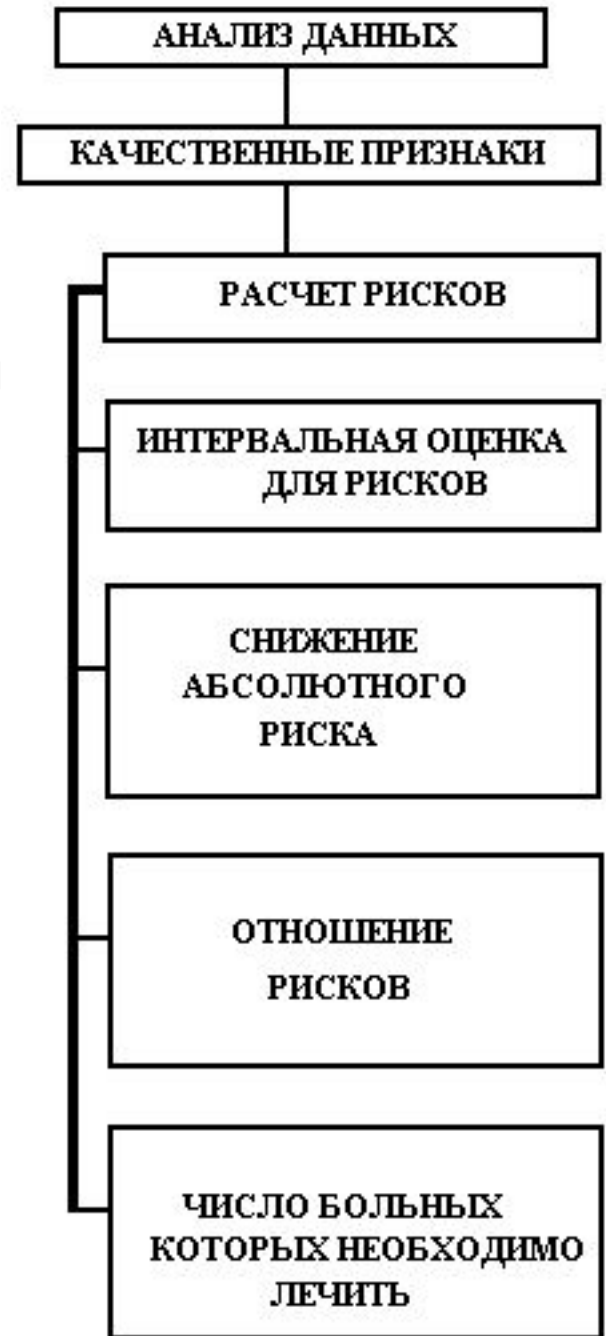 АНАЛИЗ ДАННЫХ
КАЧЕСТВЕННЫЕ ПРИЗНАКИ
РАСЧЕТ РИСКОВ
ИНТЕРВАЛЬНАЯ ОЦЕНКА
ДЛЯ РИСКОВ
СНИЖЕНИЕ
АБСОЛЮТНОГО
РИСКА
ОТНОШЕНИЕ
РИСКОВ
ЧИСЛО БОЛЬНЫХ
КОТОРЫХ НЕОБХОДИМО
ЛЕЧИТЬ